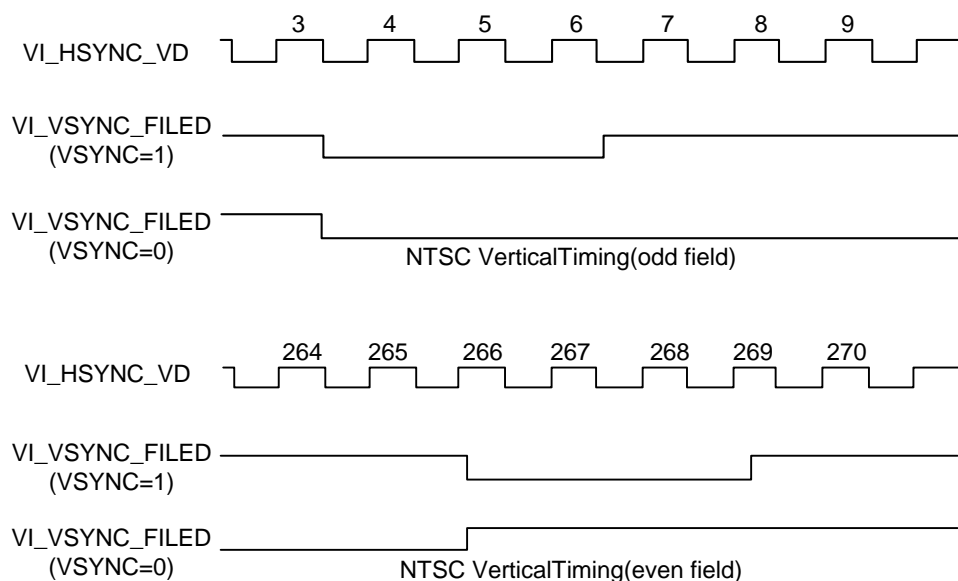 3 4 5 6 7 8 9
VI_HSYNC_VD
VI_VSYNC_FILED
(VSYNC=1)
VI_VSYNC_FILED
(VSYNC=0)
NTSC VerticalTiming(odd field)
264 265 266 267 268 269 270
VI_HSYNC_VD
VI_VSYNC_FILED
(VSYNC=1)
VI_VSYNC_FILED
(VSYNC=0)
NTSC VerticalTiming(even field)